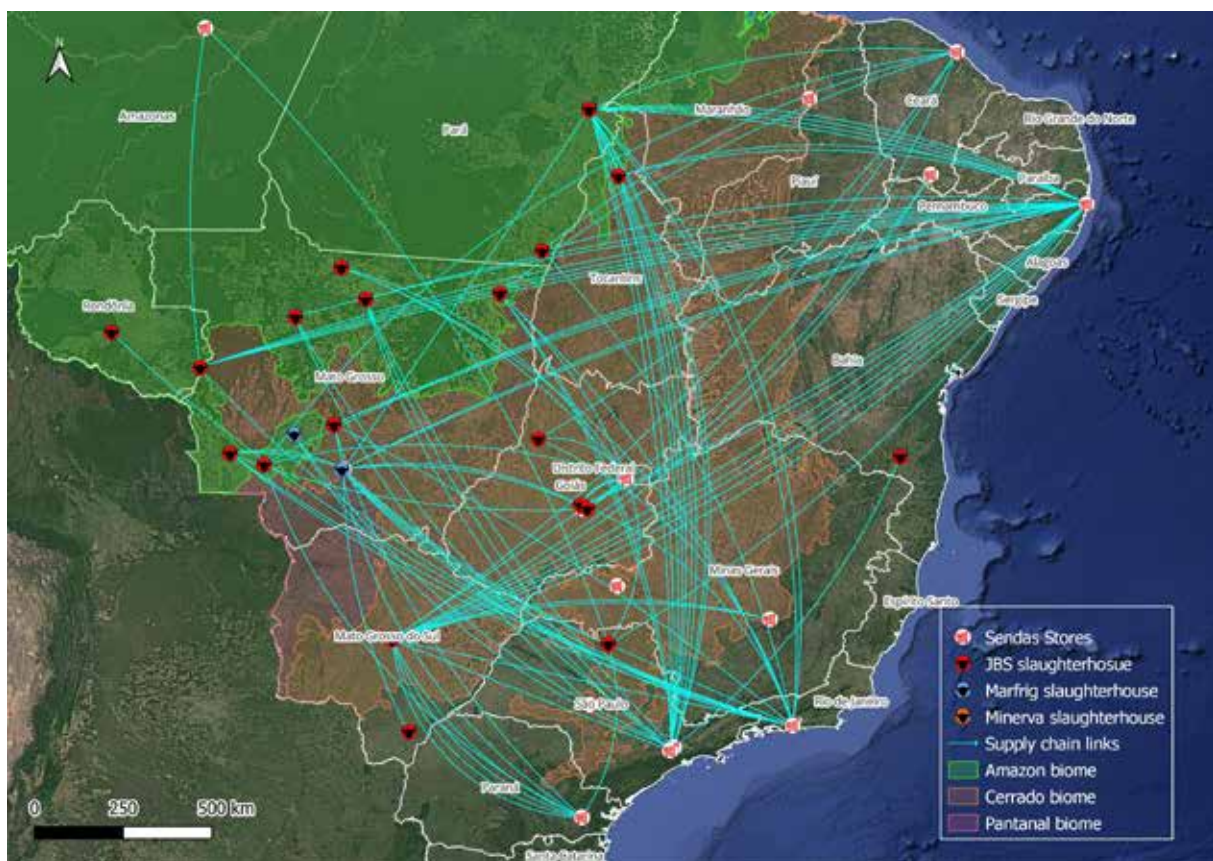 N
Amazonas
Pará
Maranhão
Ceará
Rio Grande do Norte
Paraíba
Piauí
Pernambuco
Alagoas
Sergipe
Tocantins
Rondônia
Bahia
Mato Grosso
Distrito Federal
Goiás
Minas Gerais
Espírito Santo
Mato Grosso do Sul
São Paulo
Rio de Janeiro
Paraná
Santa Catarina
0 250 500 km
Sendas Stores
JBS slaughterhosue
Marfrig slaughterhouse
Minerva slaughterhouse
Supply chain links
Amazon biome
Cerrado biome
Pantanal biome